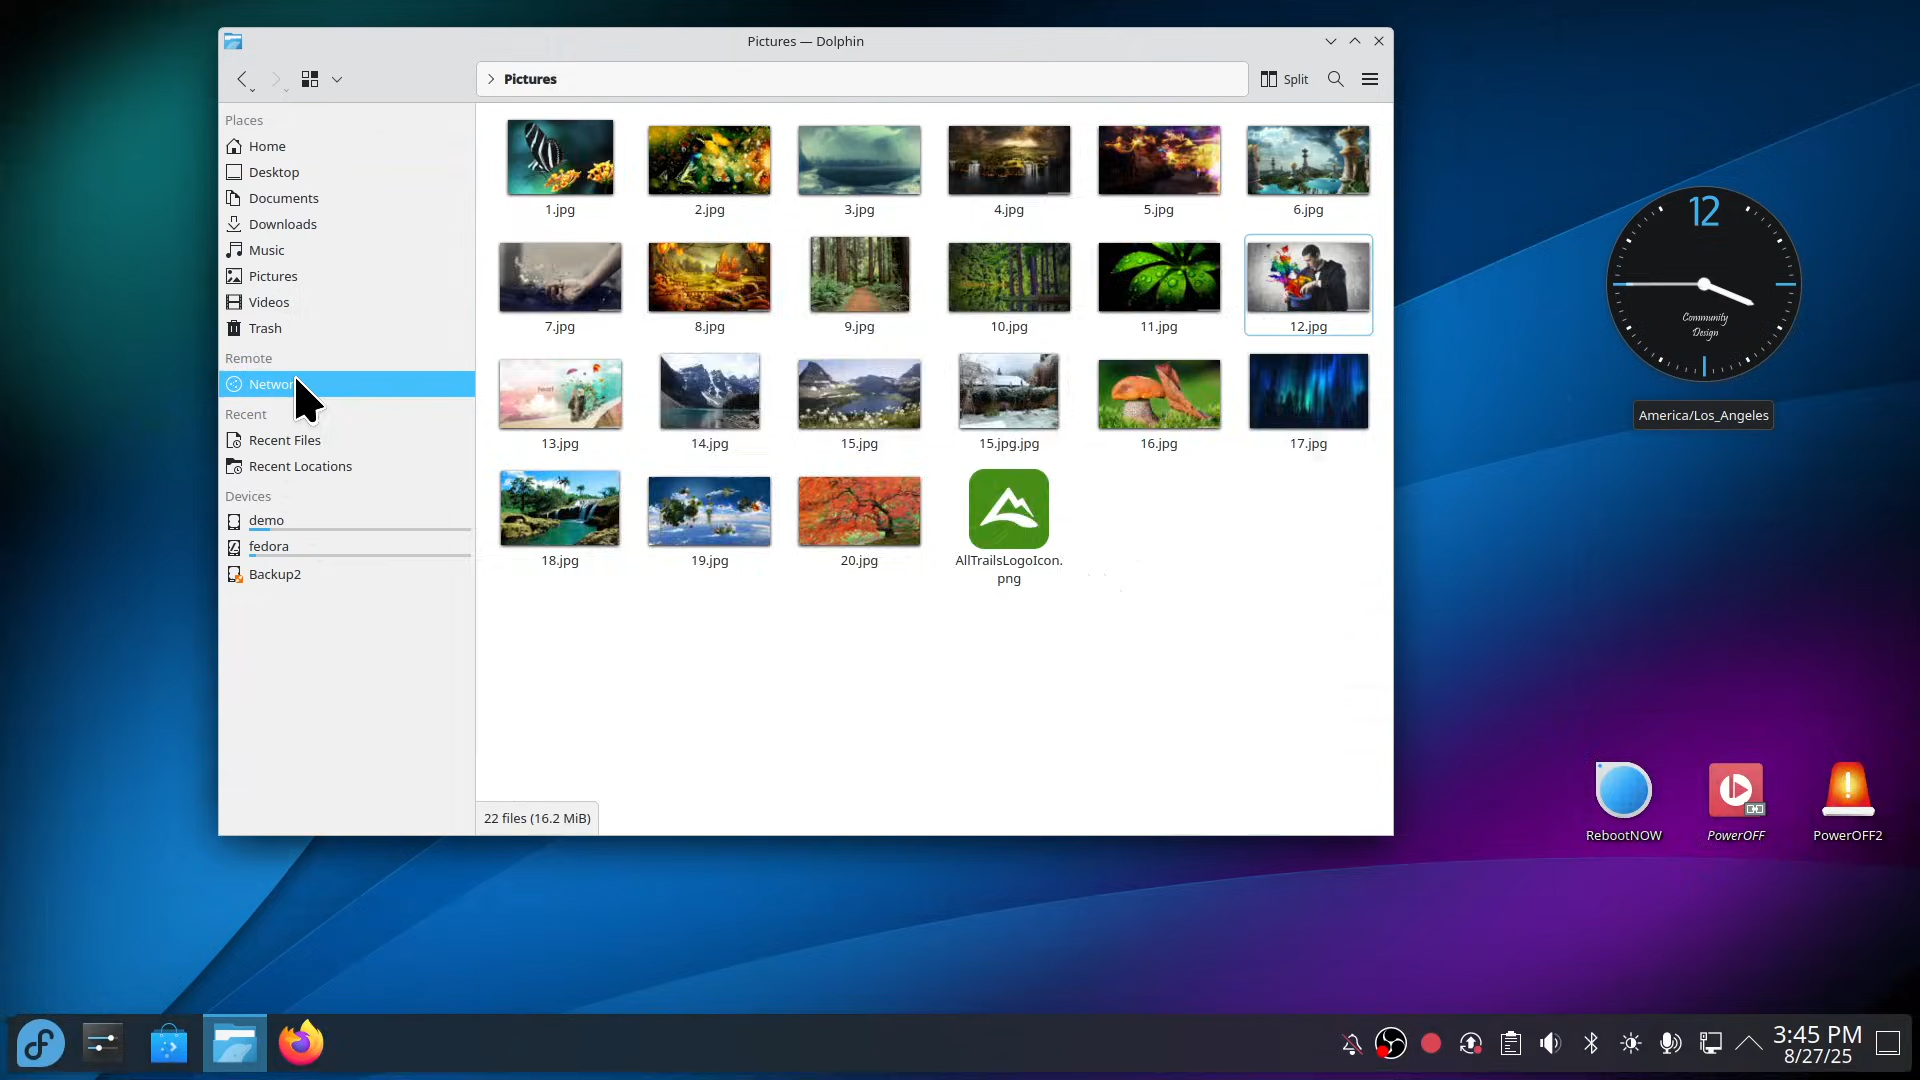 Pictures — Dolphin
Pictures
Split
Places
Home
Desktop
Documents
Downloads
Music
Pictures
Videos
Trash
Remote
Networ
Recent
Recent Files
Recent Locations
Devices
demo
fedora
Backup2
1.jpg
2.jpg
3.jpg
4.jpg
5.jpg
6.jpg
7.jpg
8.jpg
9.jpg
10.jpg
11.jpg
12.jpg
13.jpg
14.jpg
15.jpg
15.jpg.jpg
16.jpg
17.jpg
18.jpg
19.jpg
20.jpg
AllTrailsLogoIcon.
png
22 files (16.2 MiB)
12
Community
Design
America/Los_Angeles
RebootNOW
PowerOFF
PowerOFF2
3:45 PM
8/27/25